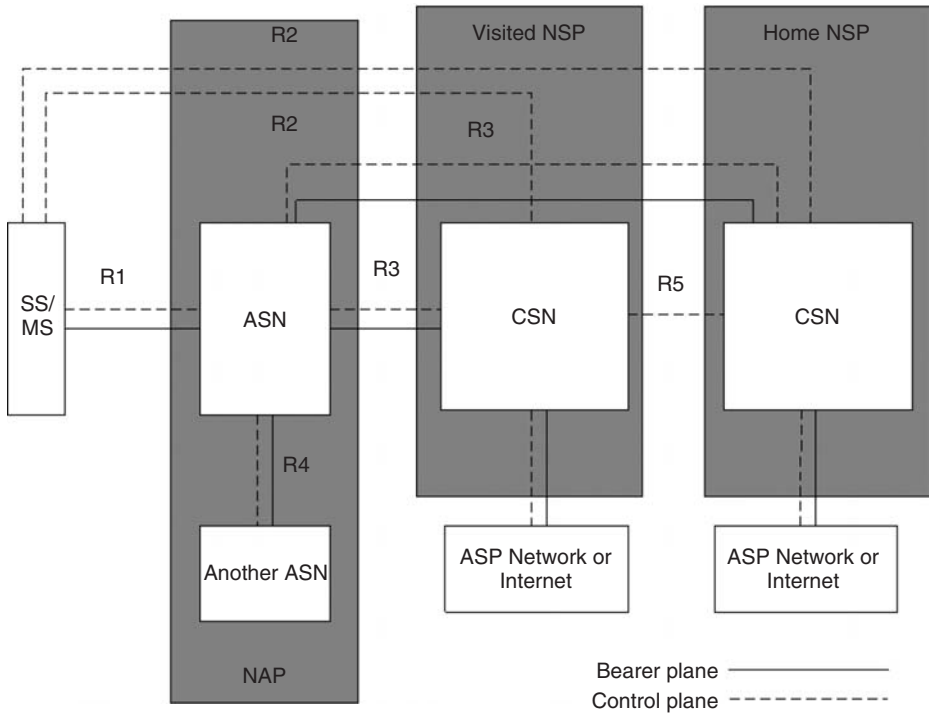 R2
Visited NSP
Home NSP
R2
R3
R1
R3
R5
SS/
MS
ASN
CSN
CSN
R4
Another ASN
ASP Network or
Internet
ASP Network or
Internet
NAP
Bearer plane
Control plane